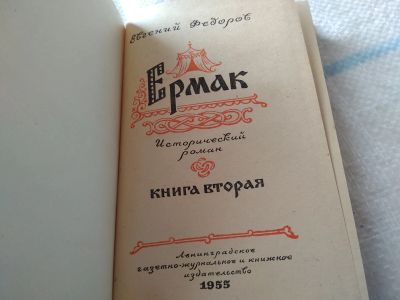 Евгений Федоров
Ермак
Исторический
роман
КНИГА ВТОРАЯ
Ленинградское
газетно-журнальное и книжное
издательство
1955